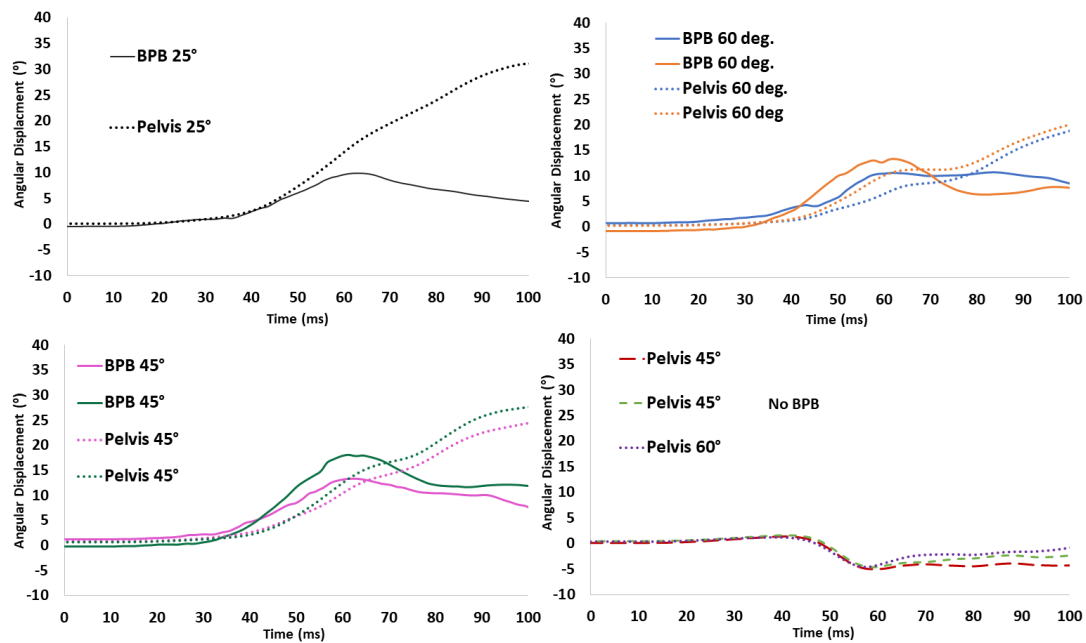 40
35
30
25
20
15
10
5
0
-5
-10
Angular Displacment (°)
BPB 25°
Pelvis 25°
0 10 20 30 40 50 60 70 80 90 100
Time (ms)
40
35
30
25
20
15
10
5
0
-5
-10
Angular Displacement (°)
BPB 60 deg.
BPB 60 deg.
Pelvis 60 deg.
Pelvis 60 deg
0 10 20 30 40 50 60 70 80 90 100
Time (ms)
40
35
30
25
20
15
10
5
0
-5
-10
Angular Displacement (°)
BPB 45°
BPB 45°
Pelvis 45°
Pelvis 45°
0 10 20 30 40 50 60 70 80 90 100
Time (ms)
40
35
30
25
20
15
10
5
0
-5
-10
Angular Displacement (°)
Pelvis 45°
Pelvis 45° No BPB
Pelvis 60°
0 10 20 30 40 50 60 70 80 90 100
Time (ms)